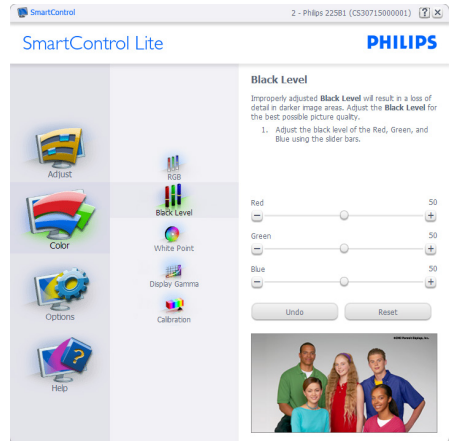 SmartControl
2 - Philips 225B1 (CS30715000001)
?
×
SmartControl Lite
PHILIPS
Adjust
Color
Options
Help
RGB
Black Level
White Point
Display Gamma
Calibration
Black Level
Improperly adjusted Black Level will result in a loss of
detail in darker image areas. Adjust the Black Level for
the best possible picture quality.
1. Adjust the black level of the Red, Green, and
Blue using the slider bars.
Red 50
− +
Green 50
− +
Blue 50
− +
Undo Reset